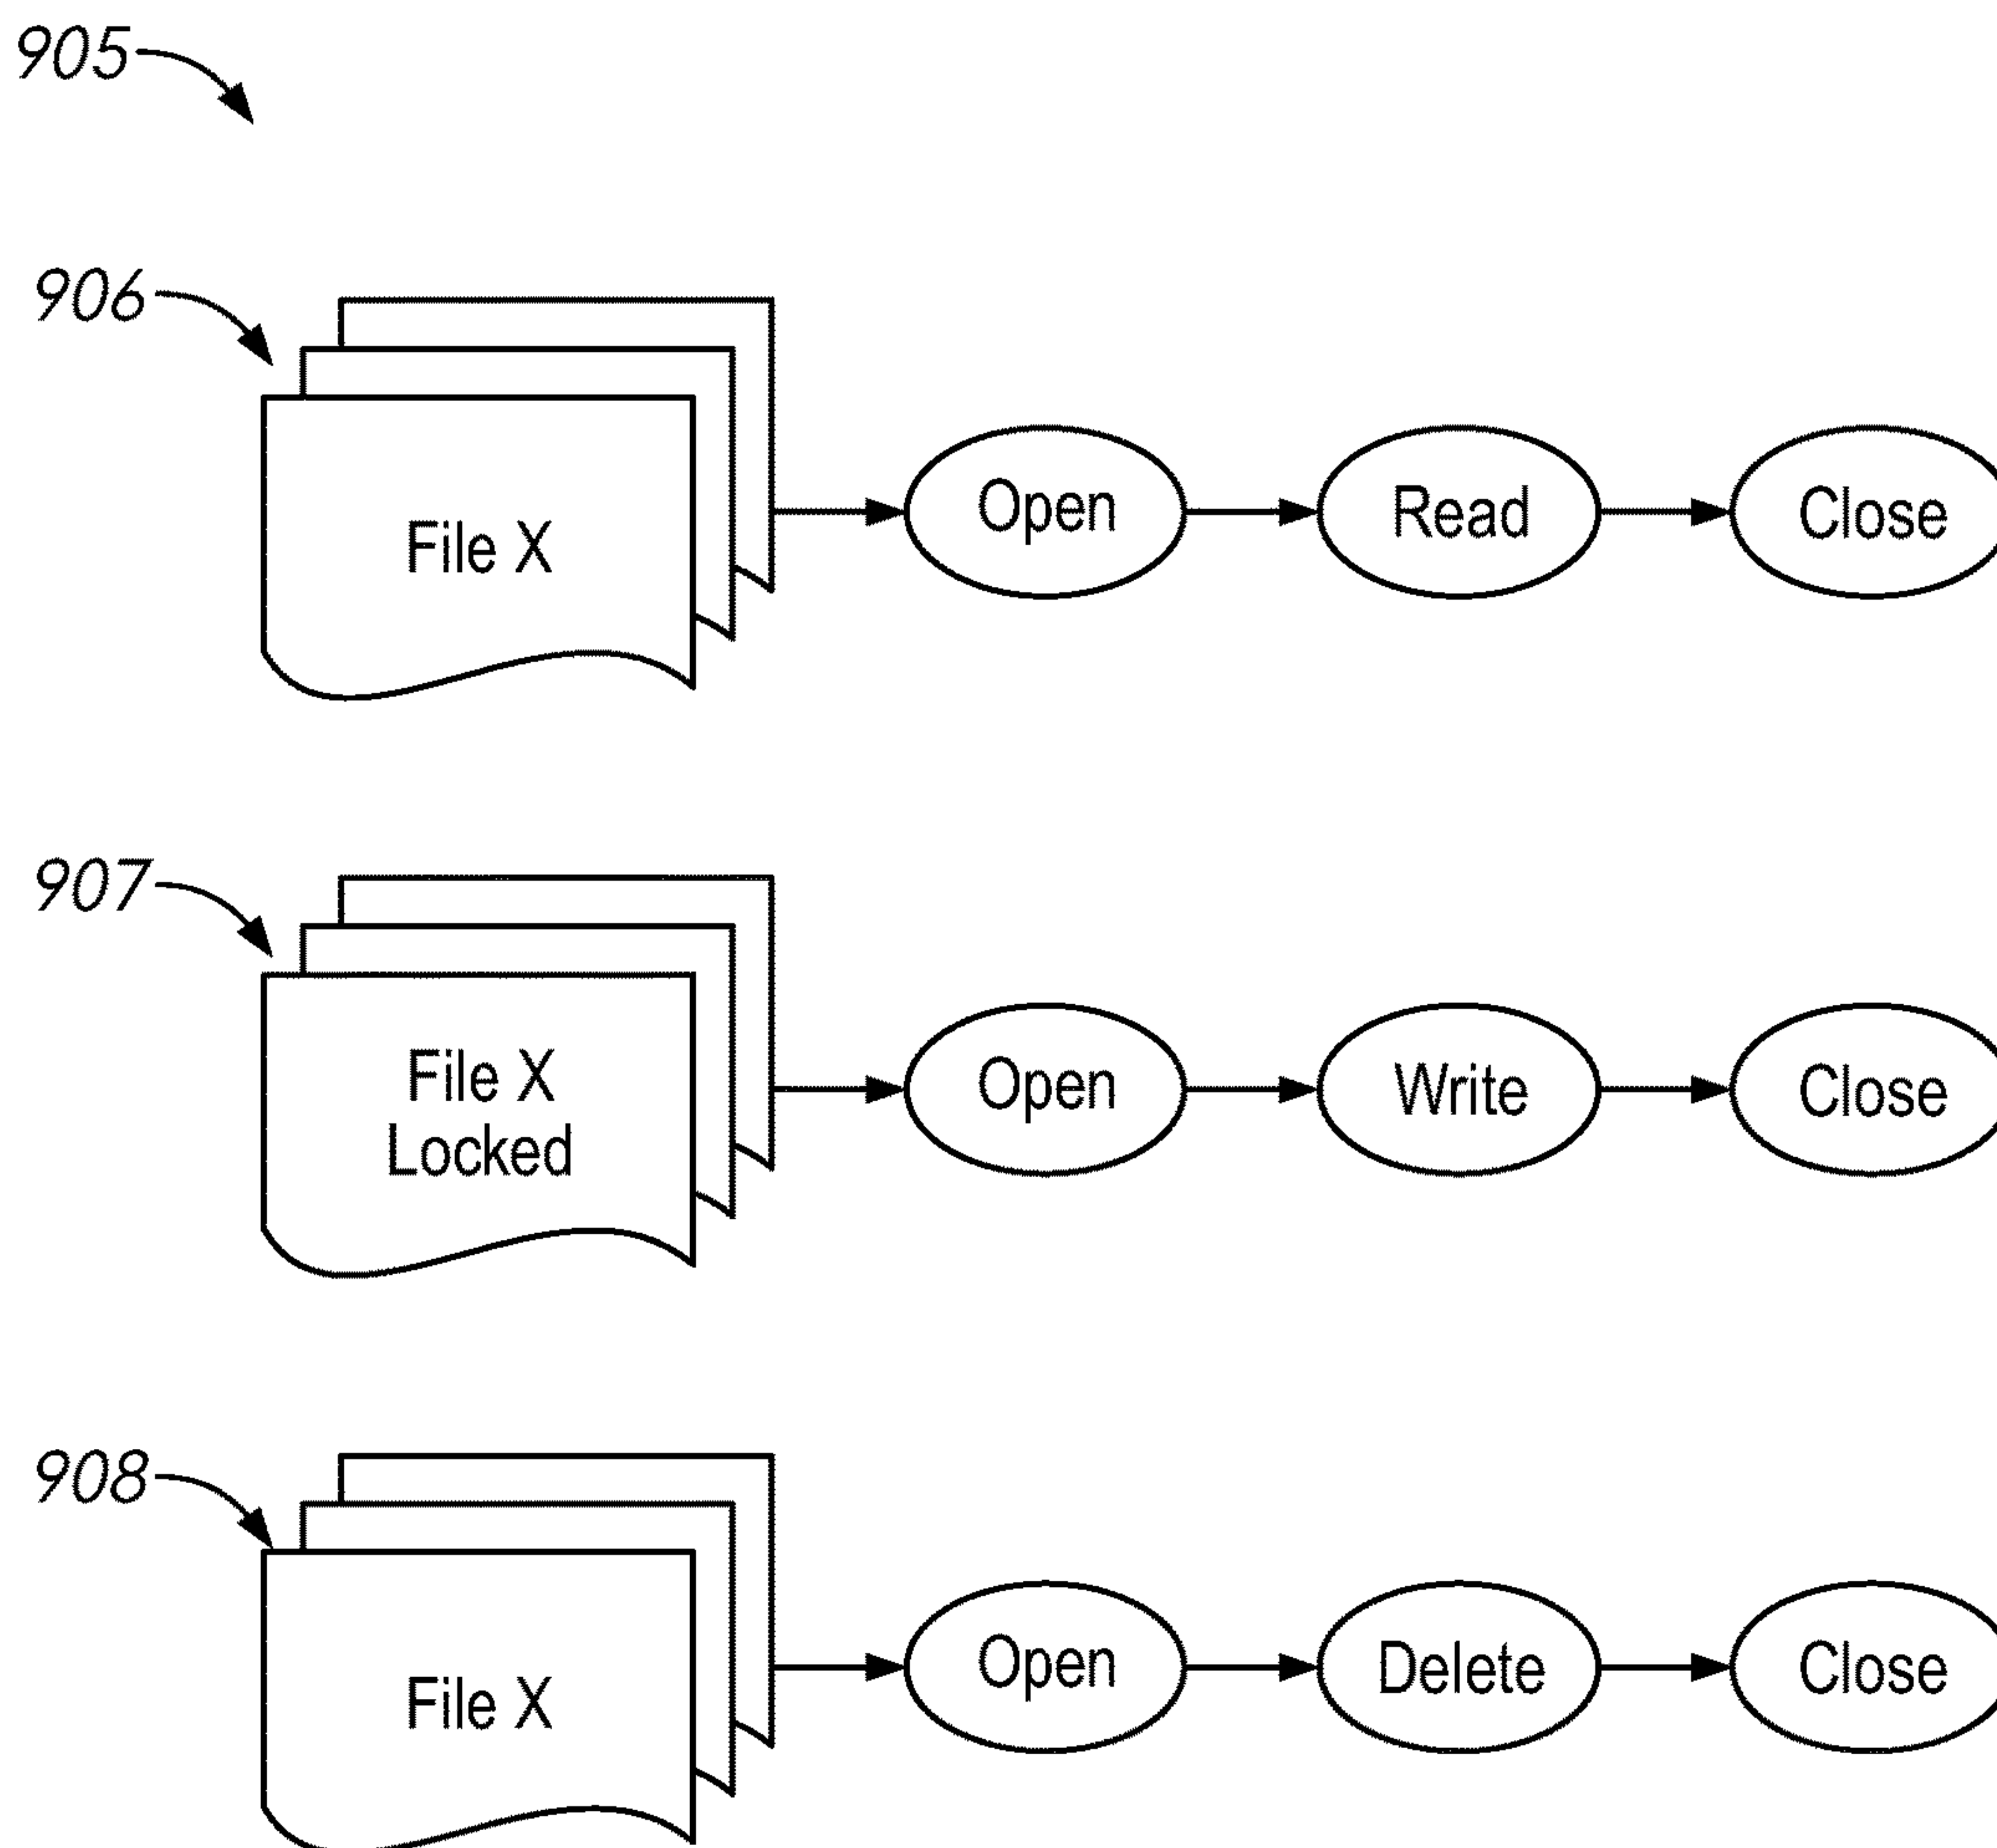 905
906
File X
Open
Read
Close
907
File X
Locked
Open
Write
Close
908
File X
Open
Delete
Close